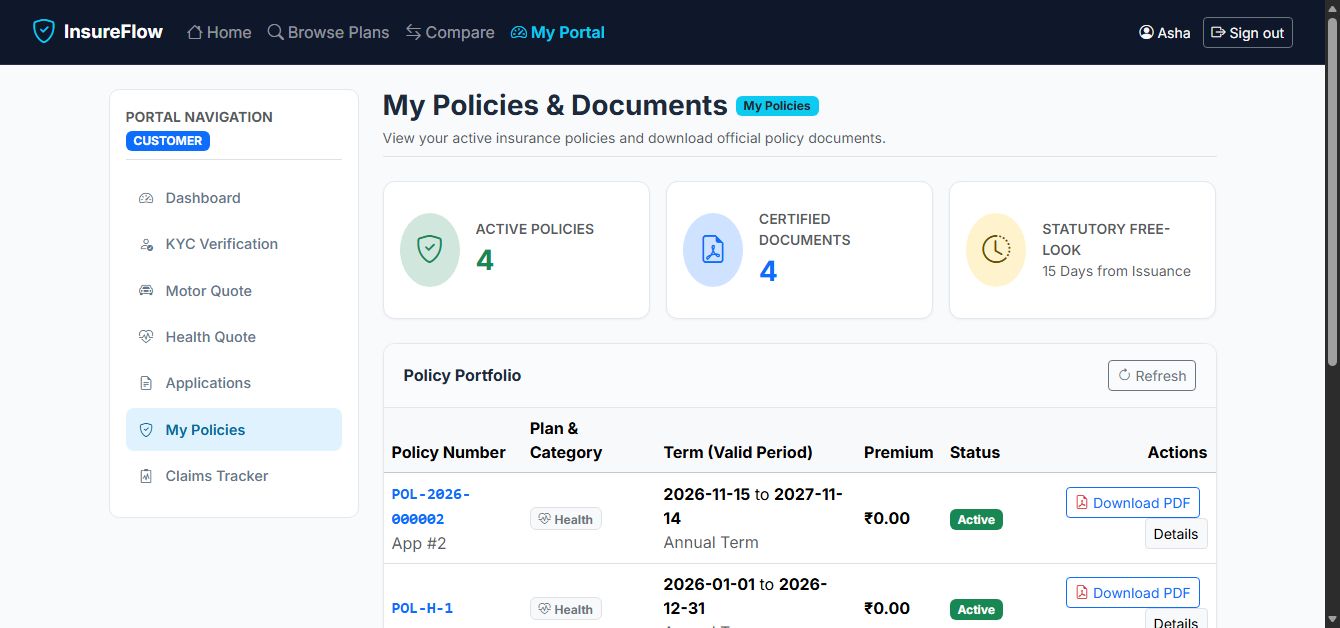 InsureFlow Home Browse Plans Compare My Portal Asha Sign out
PORTAL NAVIGATION
CUSTOMER
Dashboard
KYC Verification
Motor Quote
Health Quote
Applications
My Policies
Claims Tracker
My Policies & Documents My Policies
View your active insurance policies and download official policy documents.
ACTIVE POLICIES
4
CERTIFIED
DOCUMENTS
4
STATUTORY FREE-
LOOK
15 Days from Issuance
Policy Portfolio Refresh
Policy Number Plan & Category Term (Valid Period) Premium Status Actions
POL-2026-
000002
App #2
Health
2026-11-15 to 2027-11-
14
Annual Term
₹0.00
Active
Download PDF
Details
POL-H-1
Health
2026-01-01 to 2026-
12-31
₹0.00
Active
Download PDF
Details